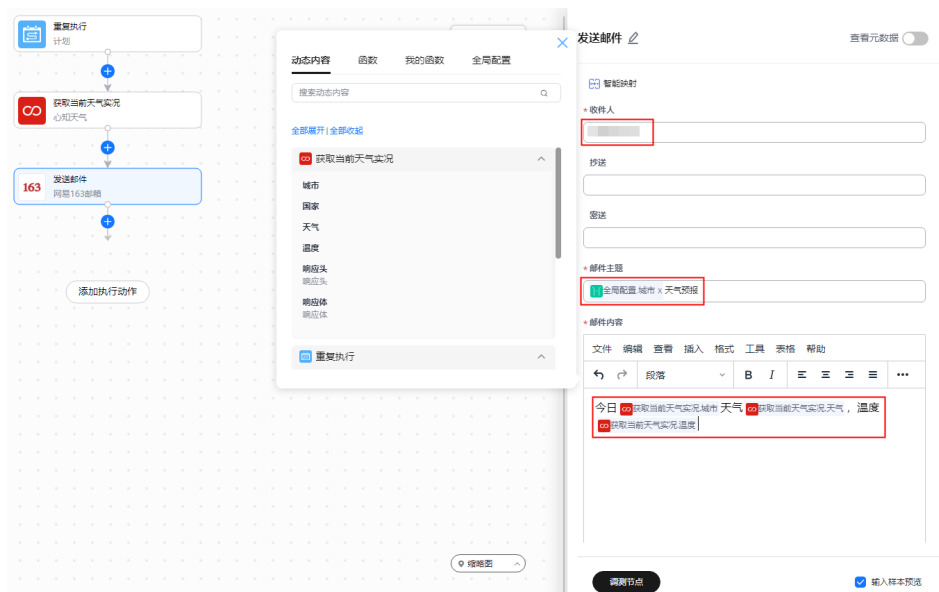 重复执行
计划
获取当前天气实况
心知天气
163
发送邮件
网易163邮箱
添加执行动作
动态内容 函数 我的函数 全局配置
搜索动态内容
全部展开|全部收起
获取当前天气实况
城市
国家
天气
温度
响应头
响应头
响应体
响应体
重复执行
缩略图
发送邮件
查看元数据
智能映射
*收件人
抄送
密送
*邮件主题
全局配置.城市 x 天气预报
*邮件内容
文件 编辑 查看 插入 格式 工具 表格 帮助
段落 B I
今日 获取当前天气实况.城市 天气 获取当前天气实况.天气 ，温度
获取当前天气实况.温度
调测节点
输入样本预览